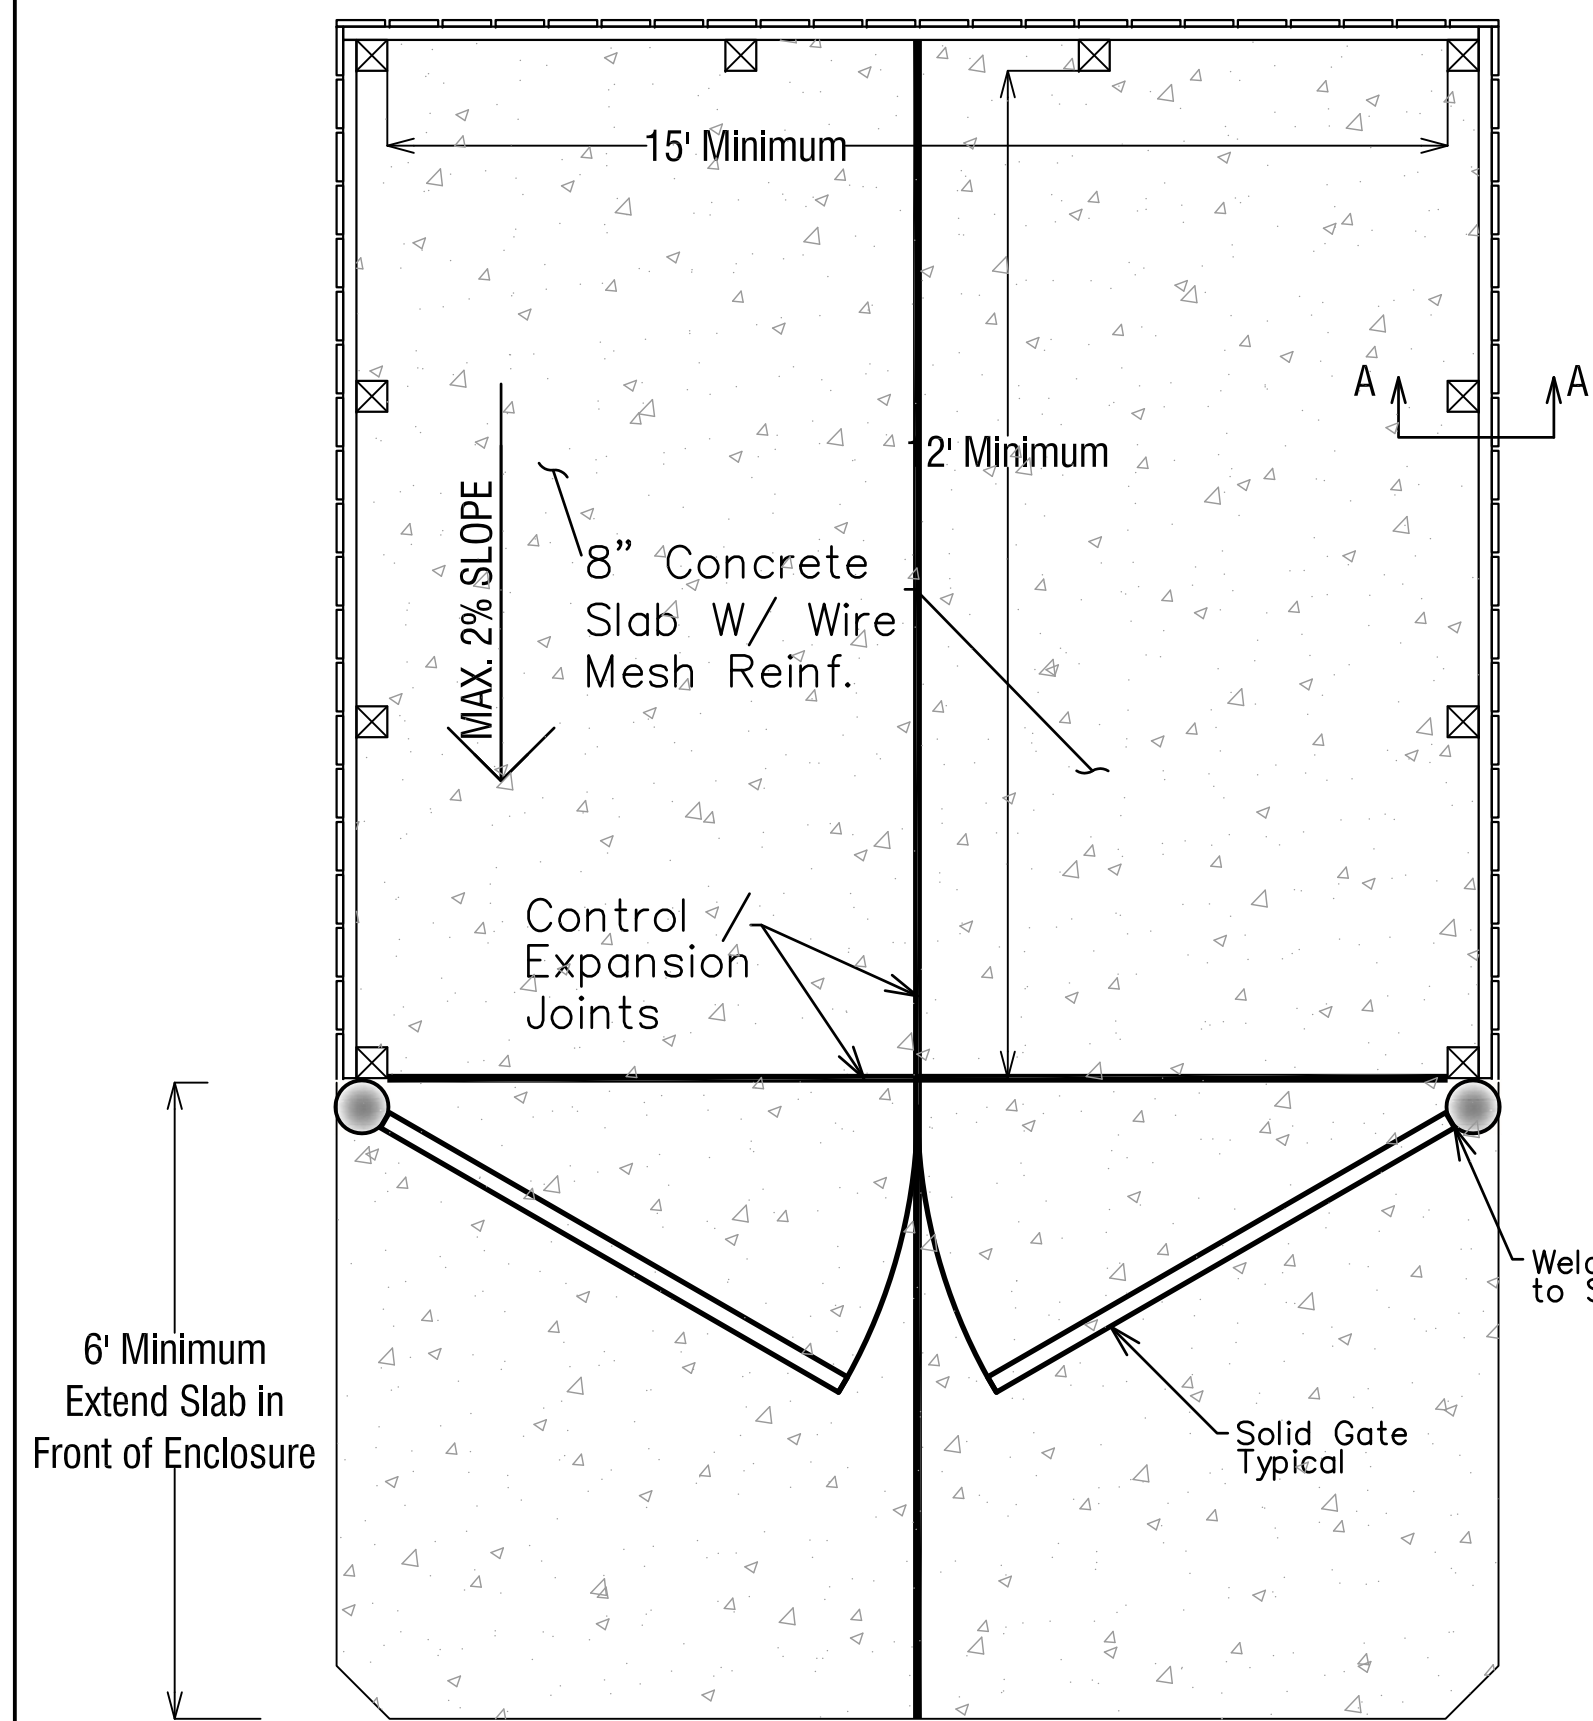 15' Minimum
A A
2' Minimum
MAX. 2% SLOPE
8” Concrete
Slab W/ Wire
Mesh Reinf.
Control /
Expansion
Joints
6' Minimum
Extend Slab in
Front of Enclosure
to
Solid Gate
Typical